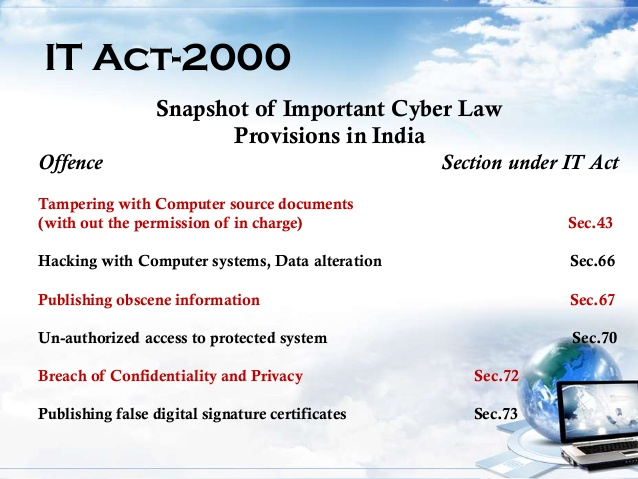 IT Act-2000
Snapshot of Important Cyber Law
Provisions in India
Offence Section under IT Act
Tampering with Computer source documents
(with out the permission of in charge) Sec.43
Hacking with Computer systems, Data alteration Sec.66
Publishing obscene information Sec.67
Un-authorized access to protected system Sec.70
Breach of Confidentiality and Privacy Sec.72
Publishing false digital signature certificates Sec.73